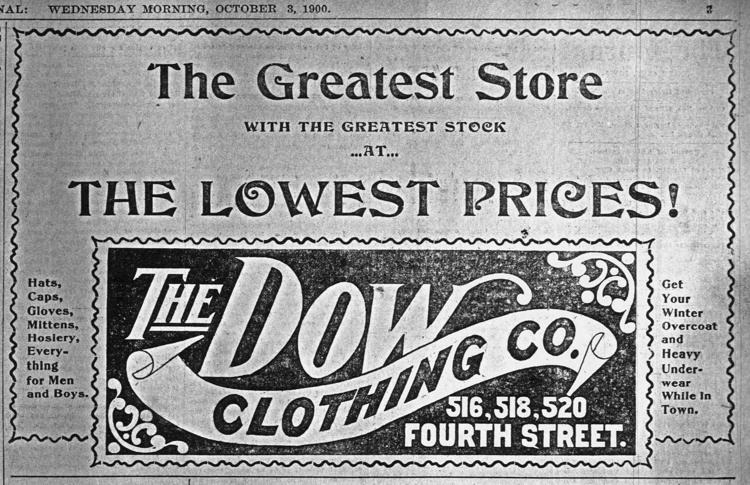 NAL: WEDNESDAY MORNING, OCTOBER 3, 1900. 3
The Greatest Store
WITH THE GREATEST STOCK
...AT...
THE LOWEST PRICES!
Hats,
Caps,
Gloves,
Mittens,
Hosiery,
Every-
thing
for Men
and Boys.
THE DOW
CLOTHING CO.
516, 518, 520
FOURTH STREET.
Get
Your
Winter
Overcoat
and
Heavy
Under-
wear
While In
Town.